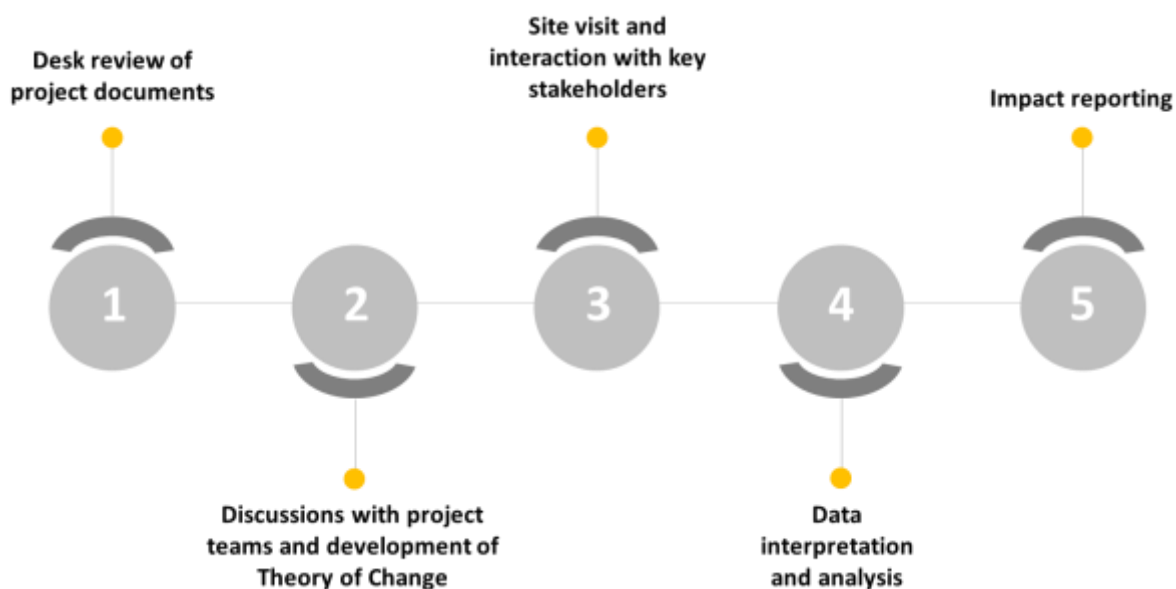 Desk review of
project documents
Site visit and
interaction with key
stakeholders
Impact reporting
1
2
3
4
5
Discussions with project
teams and development of
Theory of Change
Data
interpretation
and analysis